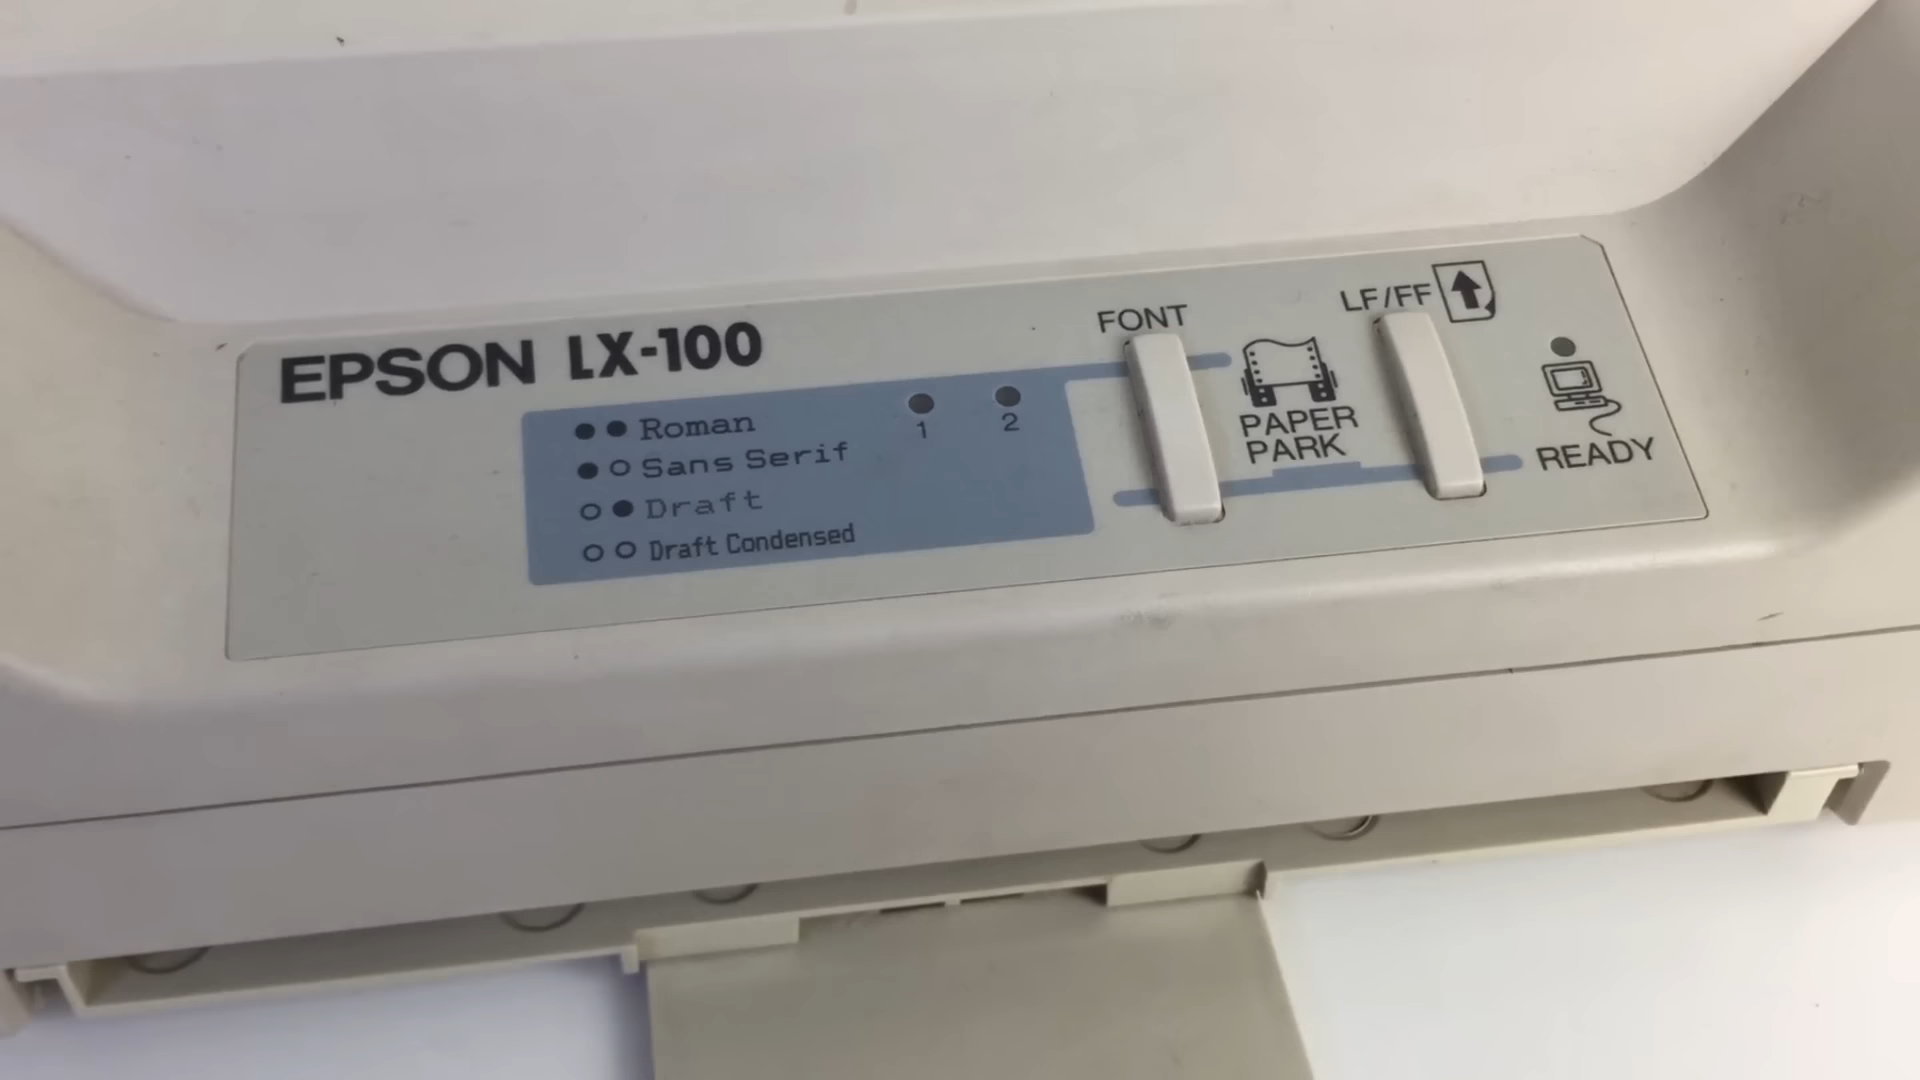 EPSON LX-100
Roman
Sans Serif
Draft
Draft Condensed
1
2
FONT
PAPER
PARK
LF/FF
READY